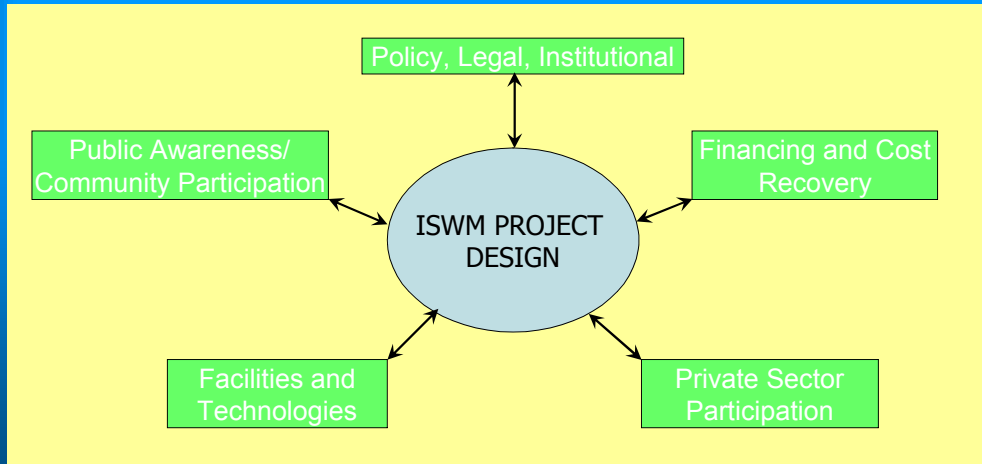 Policy, Legal, Institutional
Public Awareness/
Community Participation
Financing and Cost
Recovery
ISWM PROJECT
DESIGN
Facilities and
Technologies
Private Sector
Participation